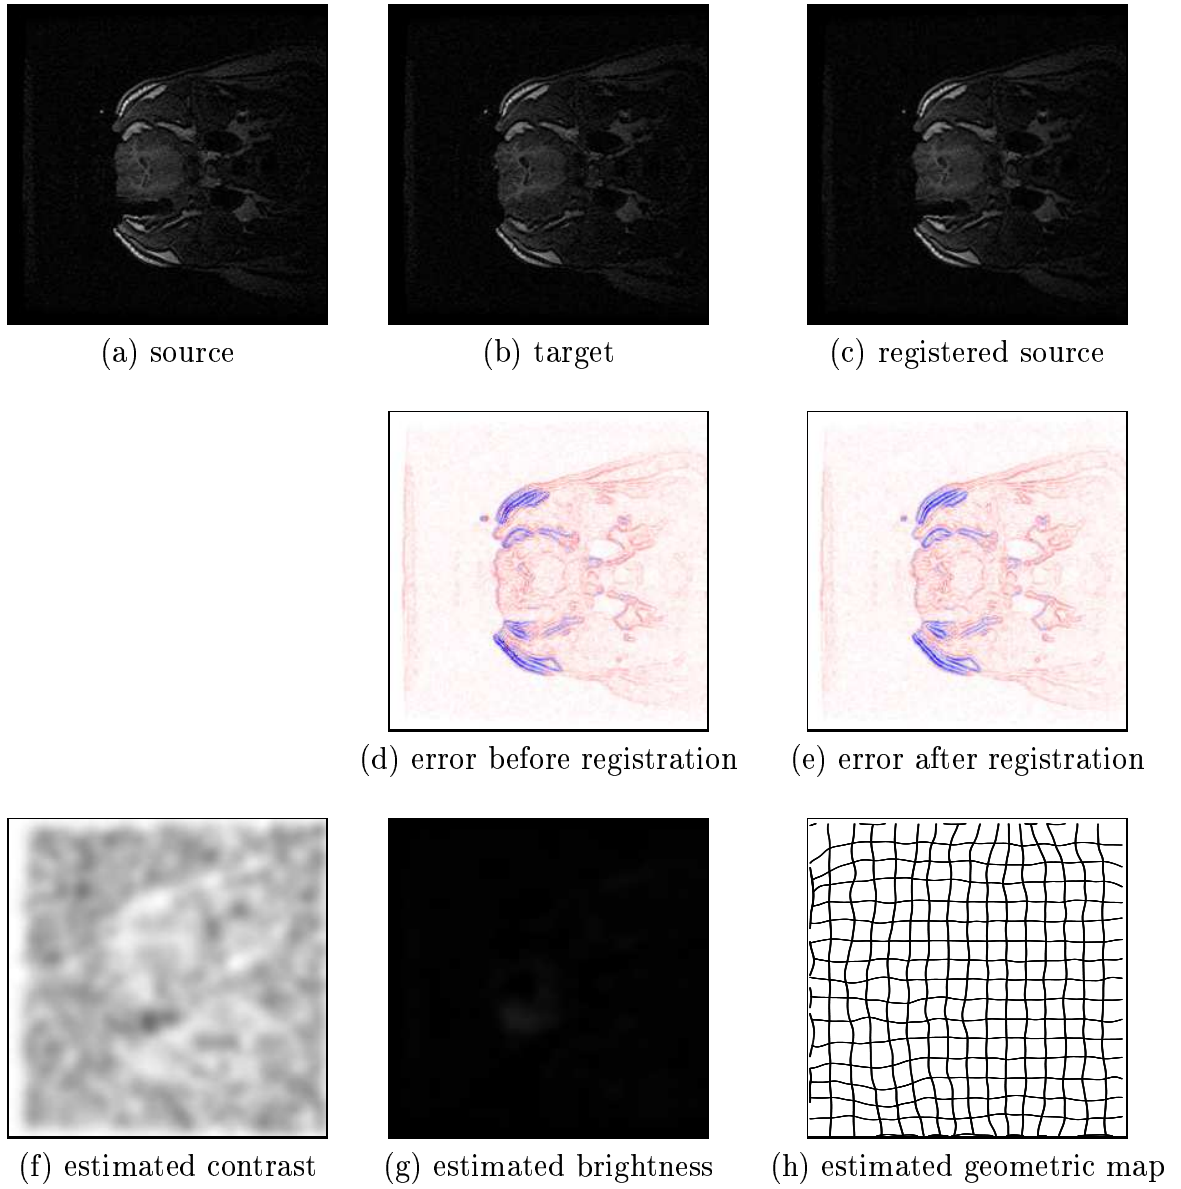 (a) source
(b) target
(c) registered source
(d) error before registration
(e) error after registration
(f) estimated contrast
(g) estimated brightness
(h) estimated geometric map